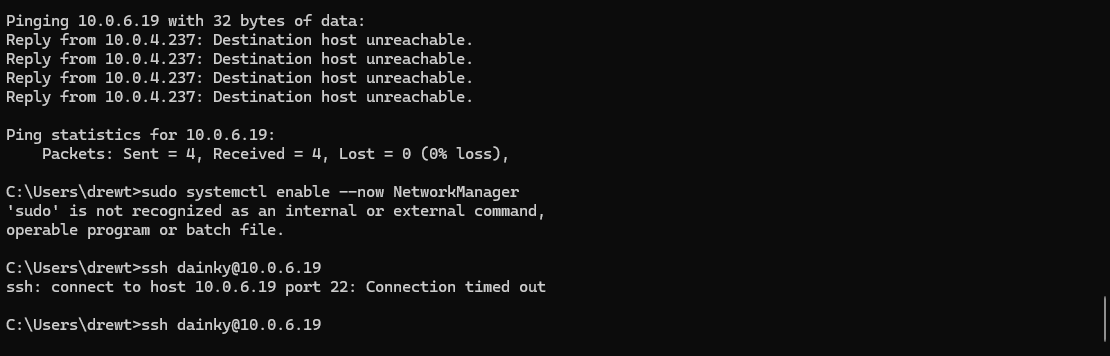 Pinging 10.0.6.19 with 32 bytes of data:
Reply from 10.0.4.237: Destination host unreachable.
Reply from 10.0.4.237: Destination host unreachable.
Reply from 10.0.4.237: Destination host unreachable.
Reply from 10.0.4.237: Destination host unreachable.
Ping statistics for 10.0.6.19:
    Packets: Sent = 4, Received = 4, Lost = 0 (0% loss),
C:\Users\drewt>sudo systemctl enable --now NetworkManager
'sudo' is not recognized as an internal or external command,
operable program or batch file.
C:\Users\drewt>ssh dainky@10.0.6.19
ssh: connect to host 10.0.6.19 port 22: Connection timed out
C:\Users\drewt>ssh dainky@10.0.6.19